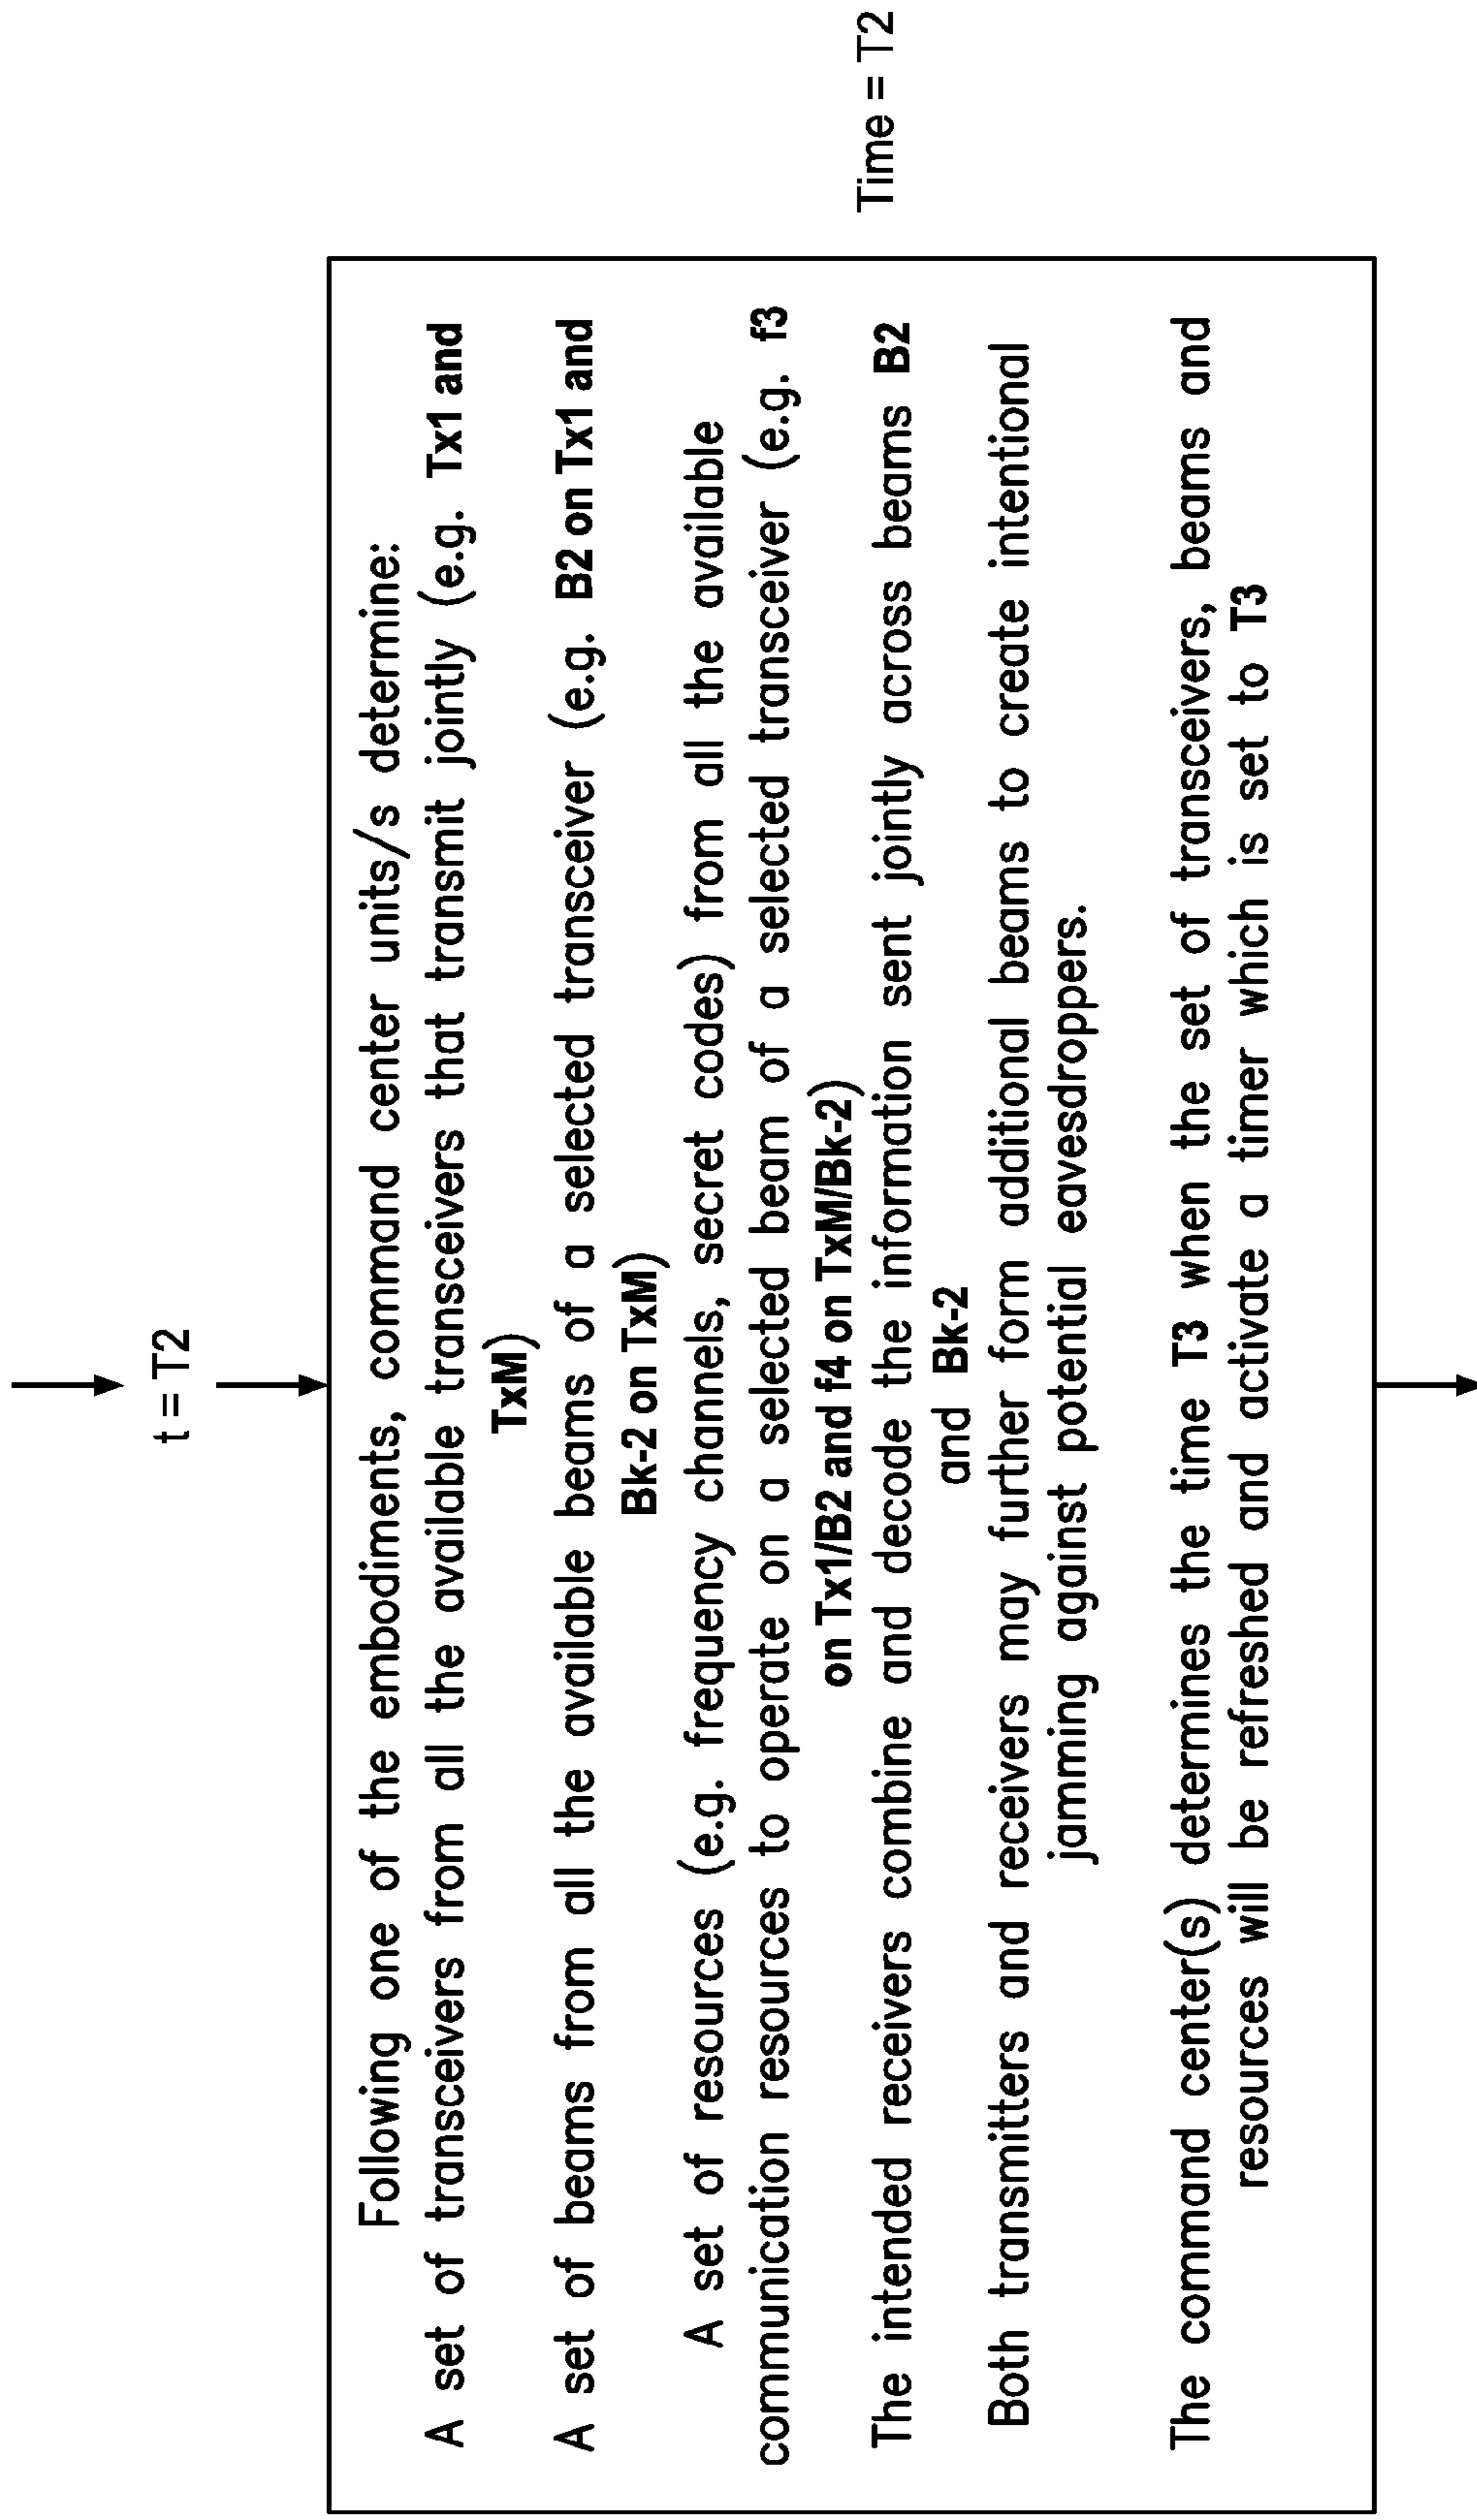 t = T2
Following one of the embodiments, command center units/s determine:
A set of transceivers from all the available transceivers that transmit jointly (e.g. Tx1 and
TxM)
A set of beams from all the available beams of a selected transceiver (e.g. B2 on Tx1 and
Bk-2 on TxM)
A set of resources (e.g. frequency channels, secret codes) from all the available
communication resources to operate on a selected beam of a selected transceiver (e.g. f3
on Tx1/B2 and f4 on TxM/Bk-2)
The intended receivers combine and decode the information sent jointly across beams B2
and Bk-2
Both transmitters and receivers may further form additional beams to create intentional
jamming against potential eavesdroppers.
The command center(s) determines the time T3 when the set of transceivers, beams and
resources will be refreshed and activate a timer which is set to T3
Time = T2